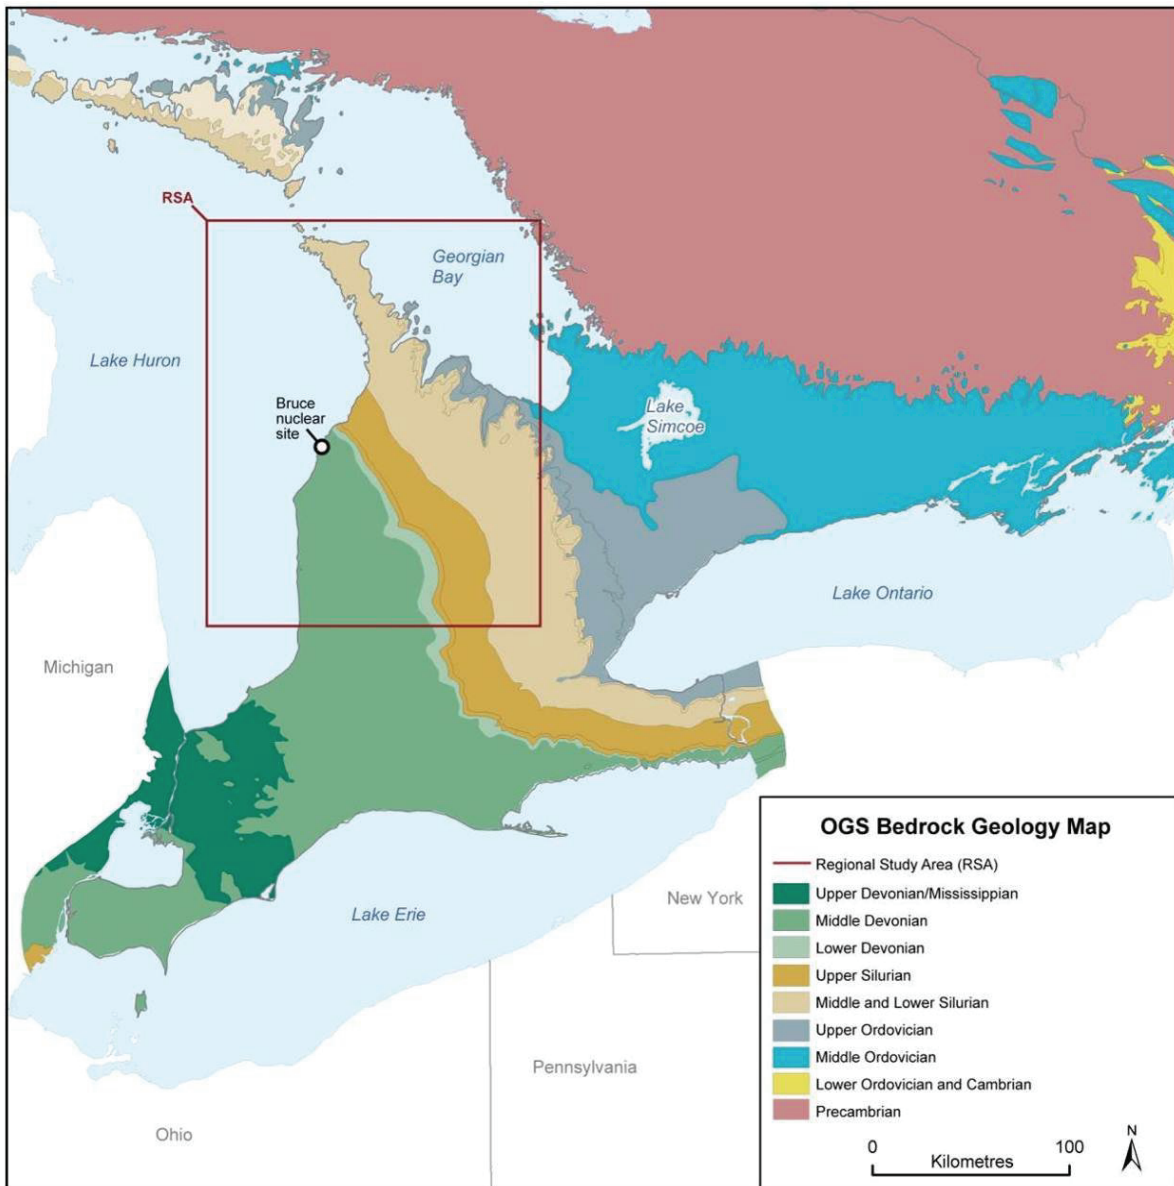 RSA
Georgian
Bay
Lake Huron
Bruce
nuclear
site
Lake
Simcoe
Lake Ontario
Michigan
Lake Erie
New York
Pennsylvania
Ohio
OGS Bedrock Geology Map
Regional Study Area (RSA)
Upper Devonian/Mississippian
Middle Devonian
Lower Devonian
Upper Silurian
Middle and Lower Silurian
Upper Ordovician
Middle Ordovician
Lower Ordovician and Cambrian
Precambrian
0 100
Kilometres
N